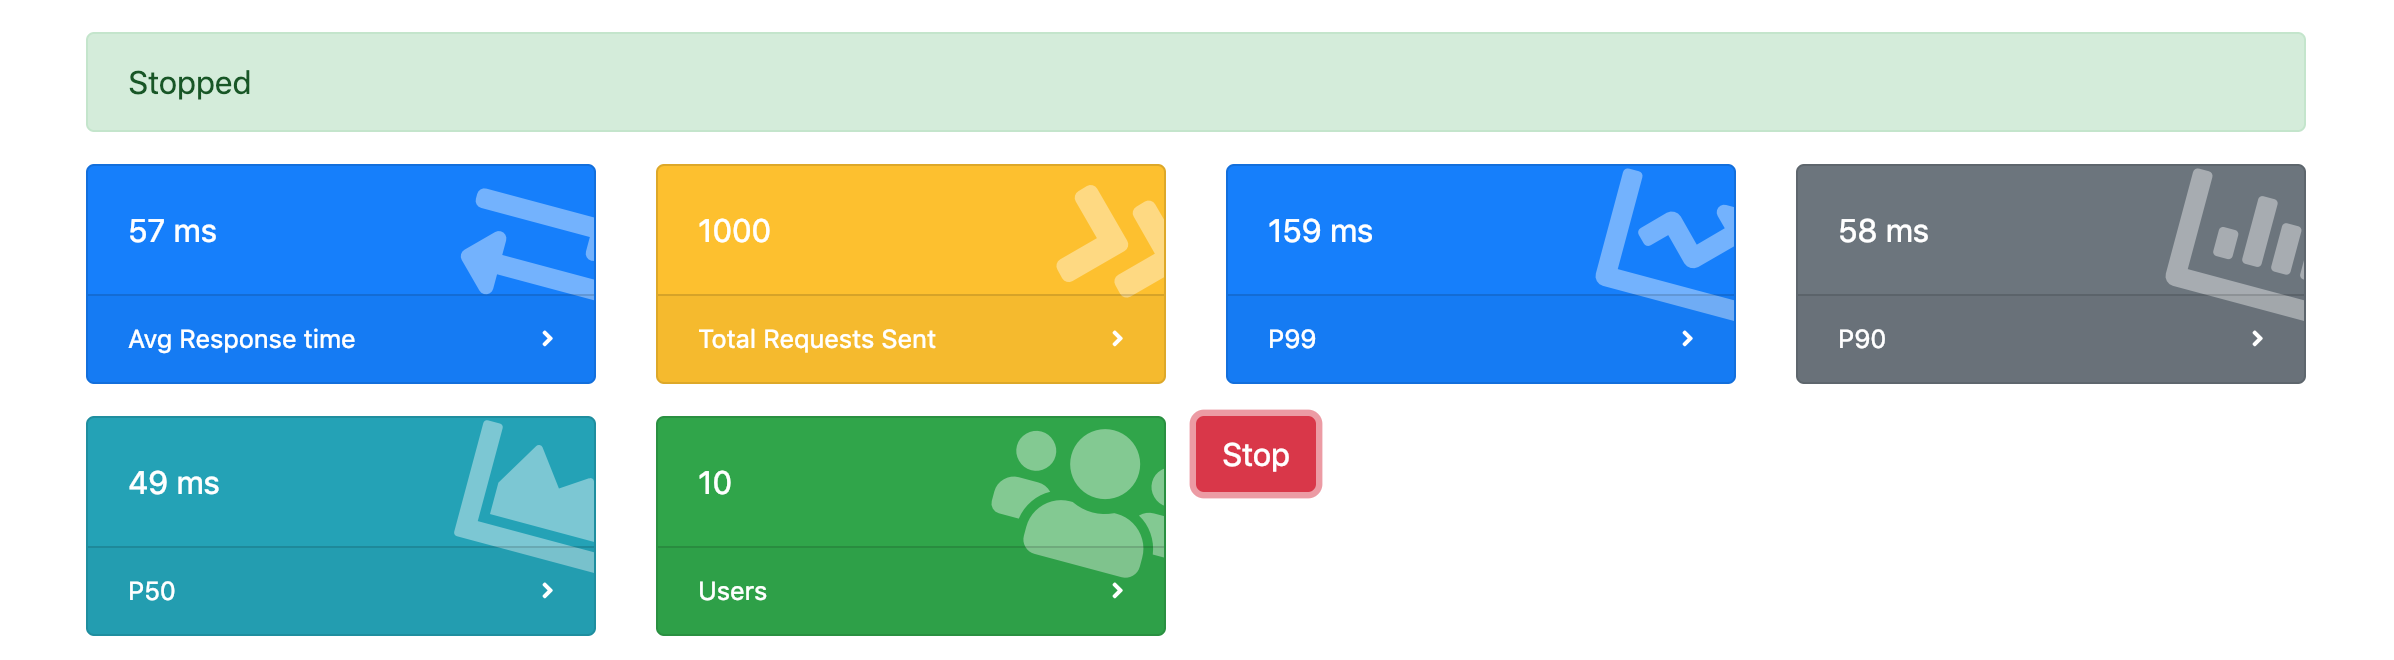 Stopped
57 ms
Avg Response time
1000
Total Requests Sent
159 ms
P99
58 ms
P90
49 ms
P50
10
Users
Stop